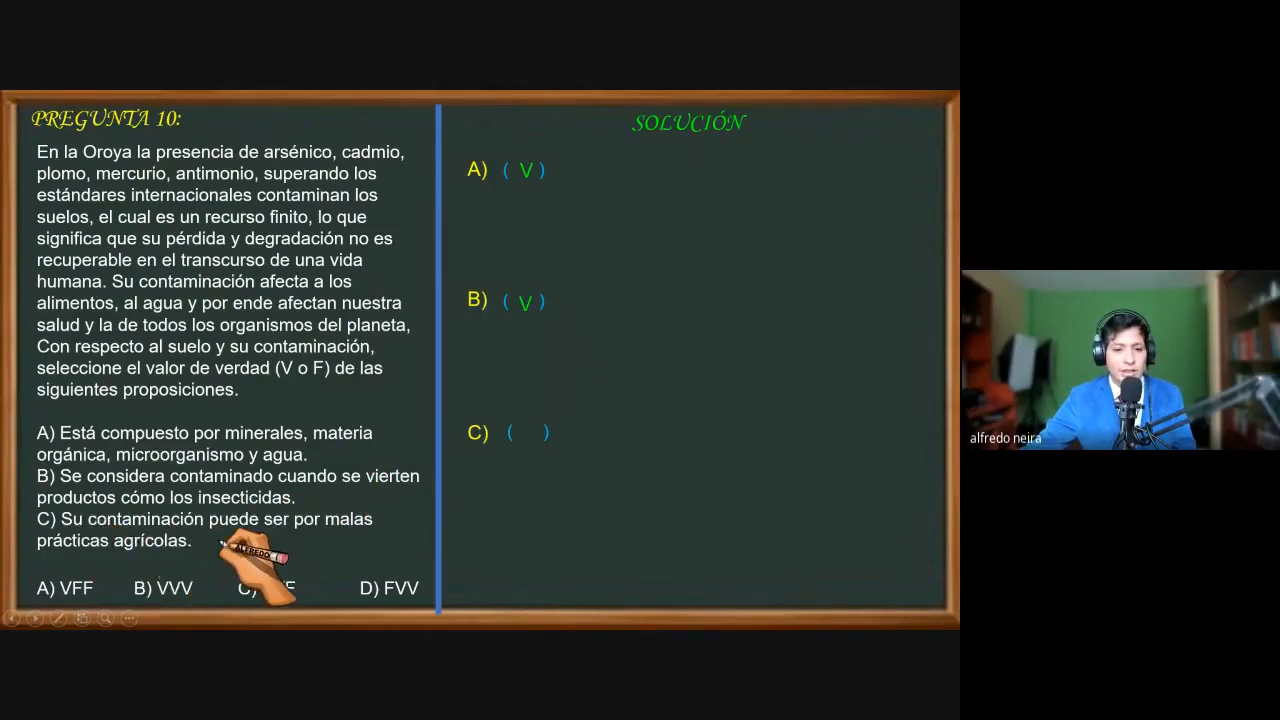 PREGUNTA 10:
En la Oroya la presencia de arsénico, cadmio,
plomo, mercurio, antimonio, superando los
estándares internacionales contaminan los
suelos, el cual es un recurso finito, lo que
significa que su pérdida y degradación no es
recuperable en el transcurso de una vida
humana. Su contaminación afecta a los
alimentos, al agua y por ende afectan nuestra
salud y la de todos los organismos del planeta,
Con respecto al suelo y su contaminación,
seleccione el valor de verdad (V o F) de las
siguientes proposiciones.
A) Está compuesto por minerales, materia
orgánica, microorganismo y agua.
B) Se considera contaminado cuando se vierten
productos cómo los insecticidas.
C) Su contaminación puede ser por malas
prácticas agrícolas.
A) VFF B) VVV D) FVV
ALFREDO
SOLUCIÓN
A) ( V )
B) ( V )
C) ( )
alfredo neira